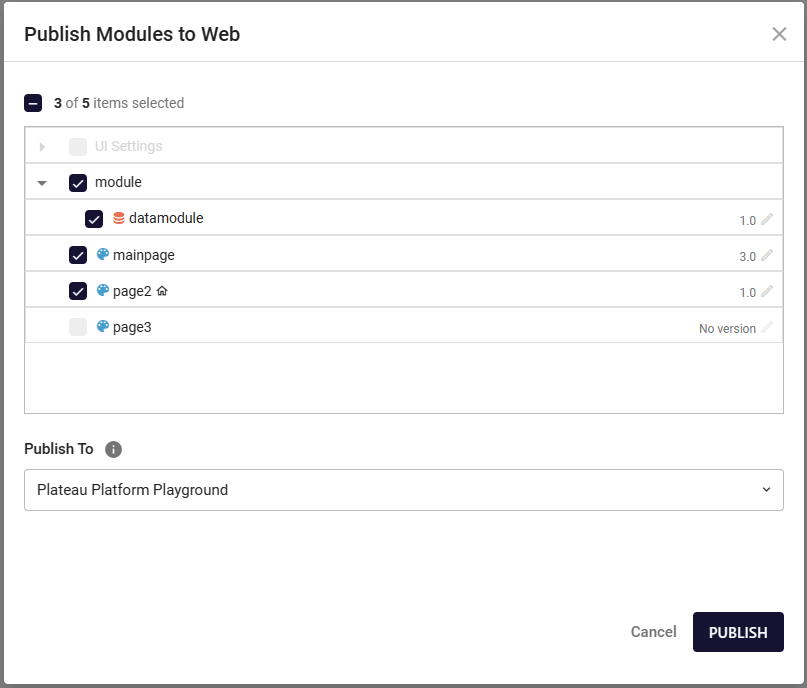 Publish Modules to Web
3 of 5 items selected
UI Settings
module
datamodule 1.0
mainpage 3.0
page2 1.0
page3 No version
Publish To
Plateau Platform Playground
Cancel PUBLISH